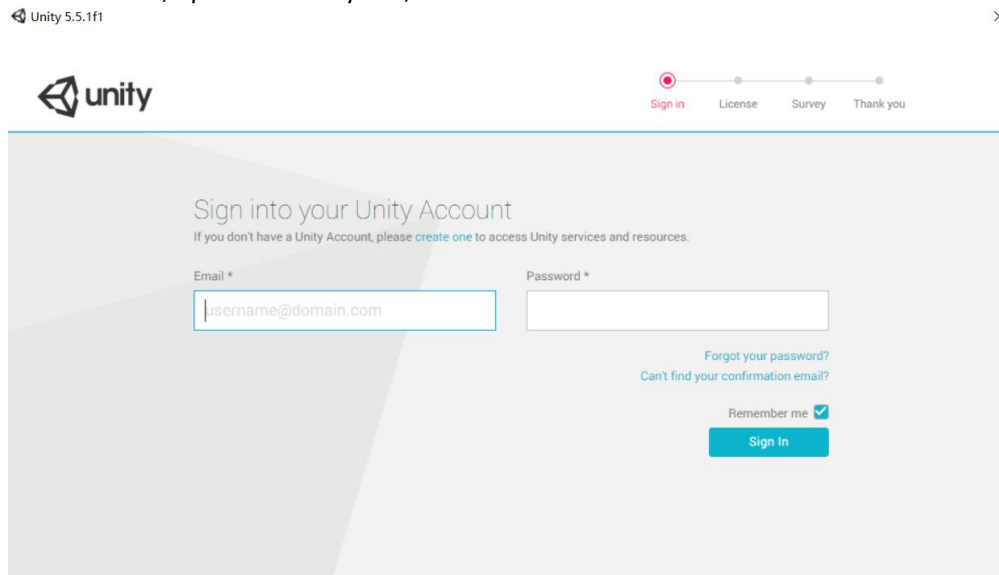 Unity 5.5.1f1
unity
Sign in License Survey Thank you
Sign into your Unity Account
If you don't have a Unity Account, please create one to access Unity services and resources.
Email * Password *
username@domain.com
Forgot your password?
Can't find your confirmation email?
Remember me
Sign In